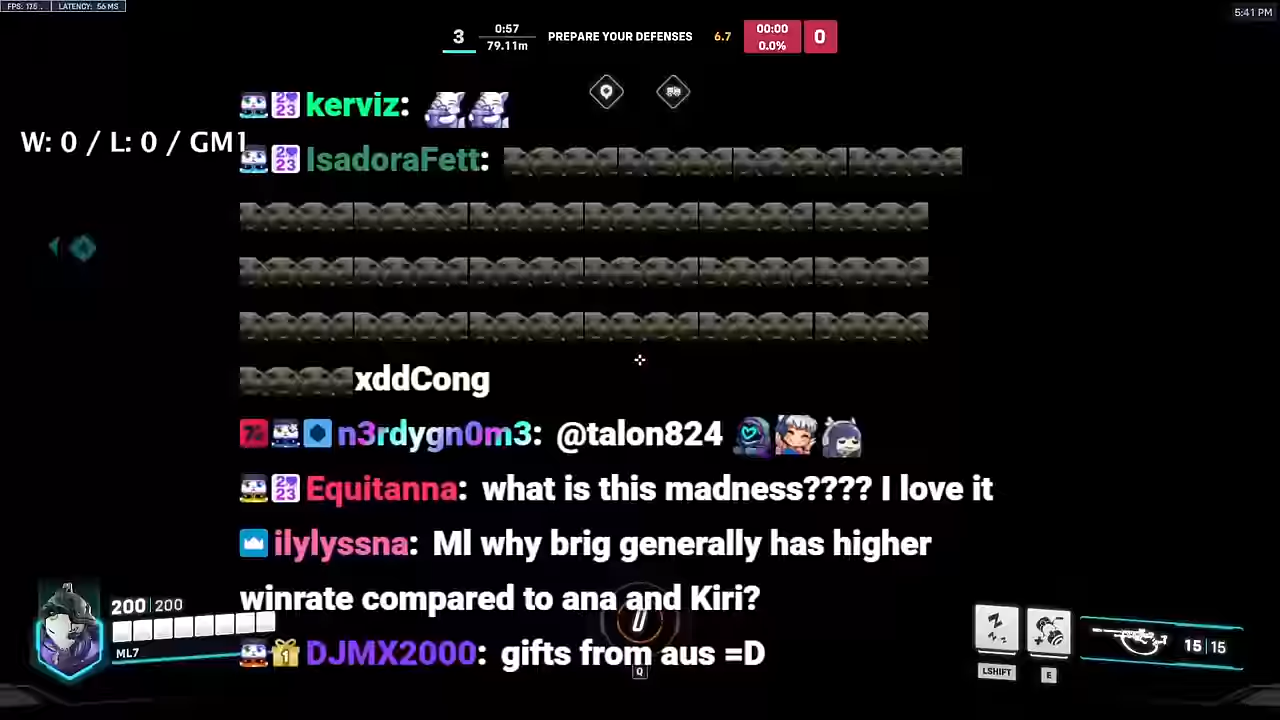 FPS: 175 . LATENCY: 56 MS
5:41 PM
3 0:57 79.11m PREPARE YOUR DEFENSES 6.7 00:00 0.0% 0
kerviz:
W: 0 / L: 0 / GM1
IsadoraFett:
xddCong
n3rdygn0m3: @talon824
Equitanna: what is this madness???? I love it
ilylyssna: Ml why brig generally has higher
winrate compared to ana and Kiri?
DJMX2000: gifts from aus =D
200|200
ML7
Q
15|15
LSHIFT E